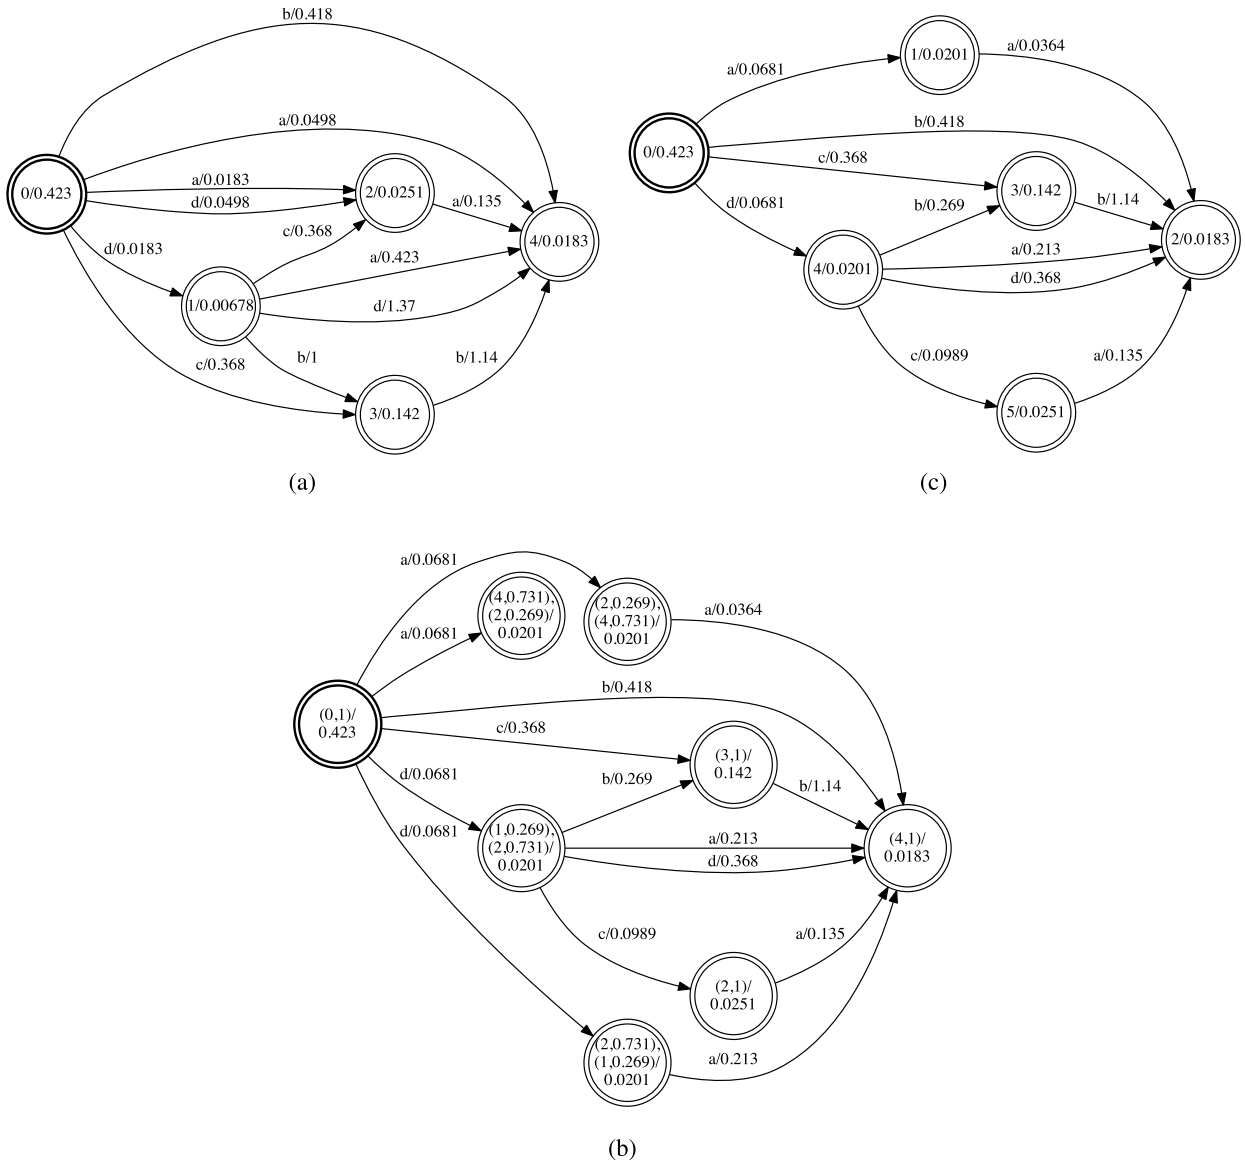 b/0.418
a/0.0498
0/0.423
a/0.0183
d/0.0498
2/0.0251
a/0.135
d/0.0183
c/0.368
a/0.423
4/0.0183
1/0.00678
d/1.37
c/0.368
b/1
b/1.14
3/0.142
(a)
1/0.0201
a/0.0364
a/0.0681
0/0.423
b/0.418
c/0.368
3/0.142
b/1.14
d/0.0681
b/0.269
2/0.0183
4/0.0201
a/0.213
d/0.368
c/0.0989
a/0.135
5/0.0251
(c)
a/0.0681
(4,0.731),
(2,0.269)/
0.0201
(2,0.269),
(4,0.731)/
0.0201
a/0.0364
a/0.0681
(0,1)/
0.423
b/0.418
c/0.368
(3,1)/
0.142
d/0.0681
b/0.269
b/1.14
d/0.0681
(1,0.269),
(2,0.731)/
0.0201
a/0.213
d/0.368
(4,1)/
0.0183
c/0.0989
a/0.135
(2,1)/
0.0251
(2,0.731),
(1,0.269)/
0.0201
a/0.213
(b)